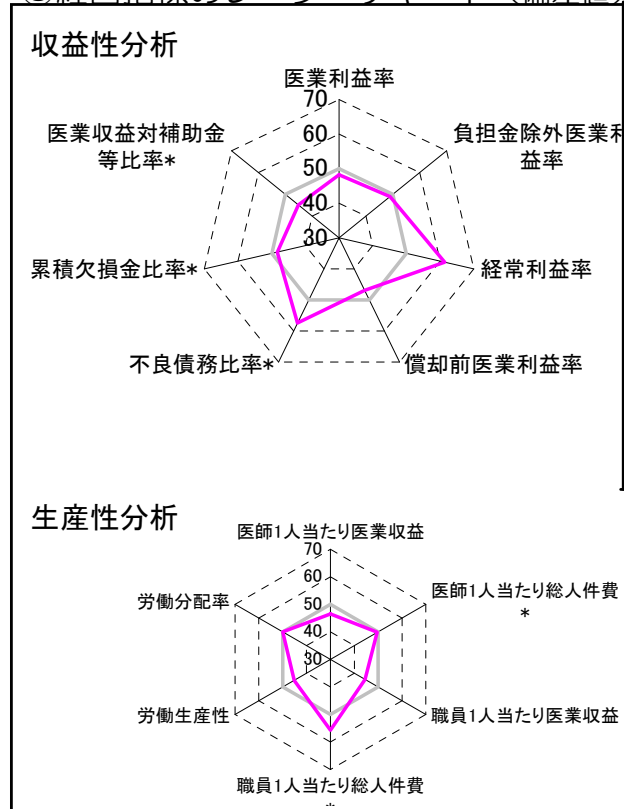 収益性分析
医業利益率
70
60
50
40
30
医業収益対補助金
等比率*
負担金除外医業利
益率
累積欠損金比率*
経常利益率
不良債務比率*
償却前医業利益率
生産性分析
医師1人当たり医業収益
70
60
50
40
30
労働分配率
医師1人当たり総人件費
*
労働生産性
職員1人当たり医業収益
職員1人当たり総人件費
*